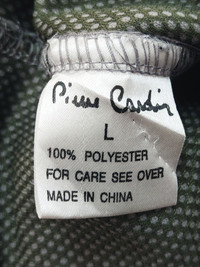 Pierre Cardin
L
100% POLYESTER
FOR CARE SEE OVER
MADE IN CHINA